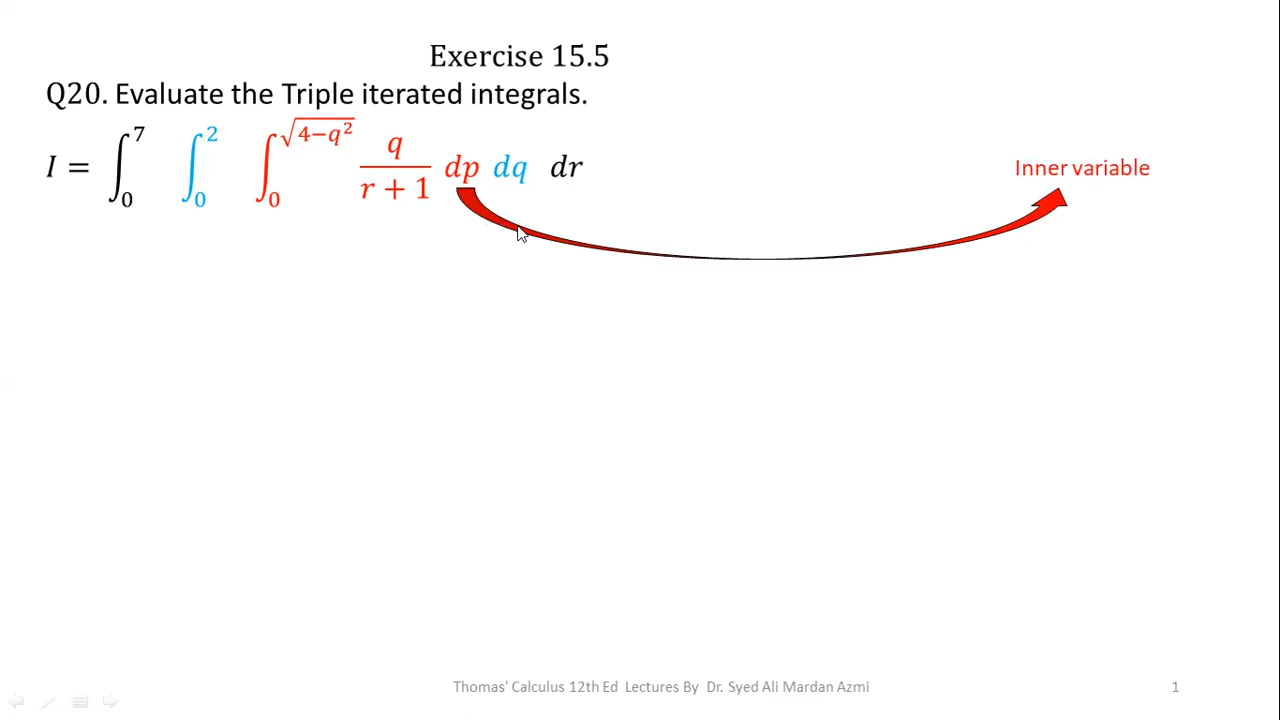 Exercise 15.5
Q20. Evaluate the Triple iterated integrals.
I = ∫₀⁷ ∫₀² ∫₀^√(4−q²) q/(r + 1) dp dq dr
Inner variable
Thomas' Calculus 12th Ed Lectures By Dr. Syed Ali Mardan Azmi
1